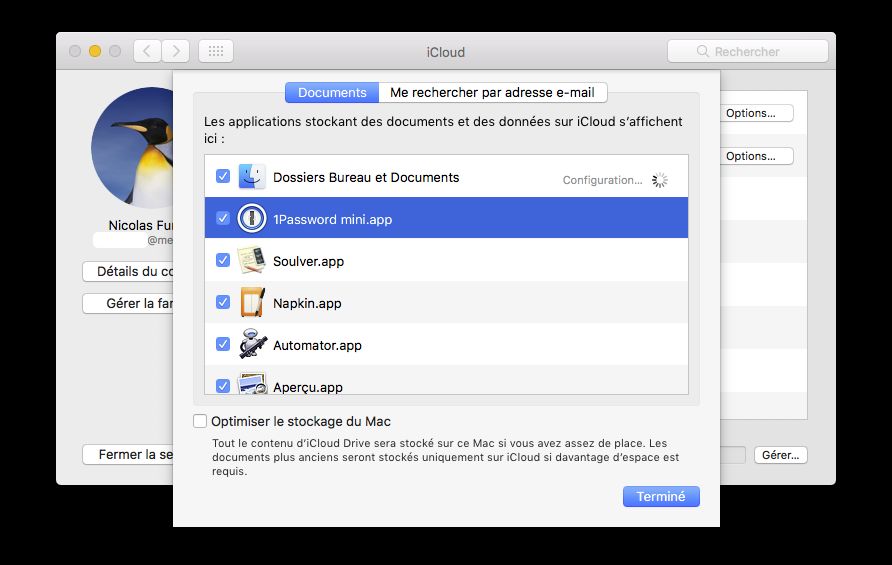 iCloud
Rechercher
Documents
Me rechercher par adresse e-mail
Les applications stockant des documents et des données sur iCloud s’affichent
ici :
Dossiers Bureau et Documents
Configuration...
1Password mini.app
Soulver.app
Napkin.app
Automator.app
Aperçu.app
Optimiser le stockage du Mac
Tout le contenu d’iCloud Drive sera stocké sur ce Mac si vous avez assez de place. Les
documents plus anciens seront stockés uniquement sur iCloud si davantage d’espace est
requis.
Terminé
Nicolas Fu
@me
Détails du co
Gérer la fa
Fermer la se
Options...
Options...
Gérer...